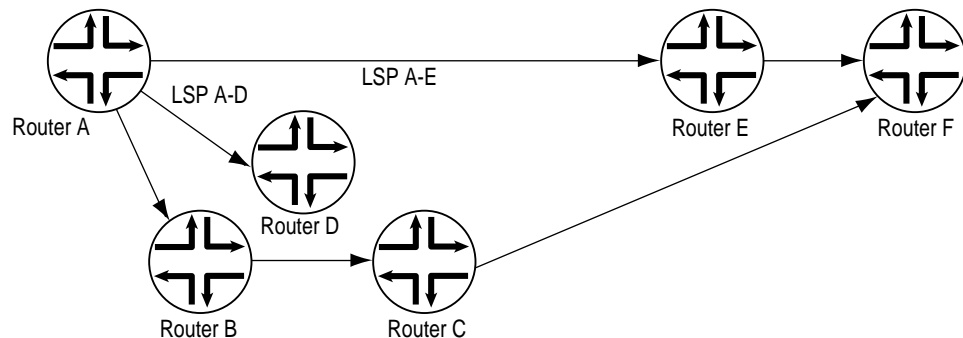 LSP A-E
LSP A-D
Router A
Router E
Router F
Router D
Router B
Router C